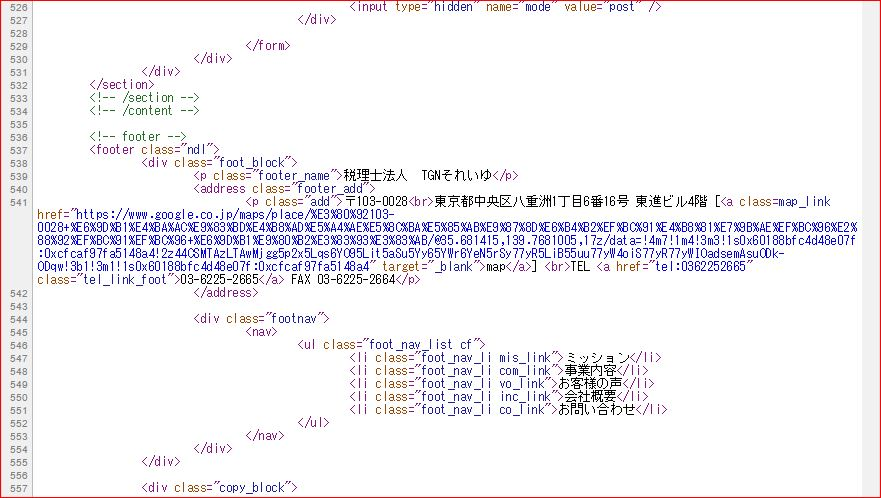 526 <input type="hidden" name="mode" value="post" />
527 </div>
528
529 </form>
530 </div>
531 </div>
532 </section>
533 <!-- /section -->
534 <!-- /content -->
535
536 <!-- footer -->
537 <footer class="ndl">
538 <div class="foot_block">
539 <p class="footer_name">税理士法人　TGNそれいゆ</p>
540 <address class="footer_add">
541 <p class="add">〒103-0028<br>東京都中央区八重洲1丁目6番16号 東進ビル4階 [<a class=map_link
href="https://www.google.co.jp/maps/place/%E3%80%92103-
0028+%E6%9D%B1%E4%BA%AC%E9%83%BD%E4%B8%AD%E5%A4%AE%E5%8C%BA%E5%85%AB%E9%87%8D%E6%B4%B2%EF%BC%91%E4%B8%81%E7%9B%AE%EF%BC%96%E2%
88%92%EF%BC%91%EF%BC%96+%E6%9D%B1%E9%80%B2%E3%83%93%E3%83%AB/@35.681415,139.7681005,17z/data=!4m7!1m4!3m3!1s0x60188bfc4d48e07f
:0xcfcaf97fa5148a4!2z44CSMTAzLTAwMjgg5p2x5Lqs6YO95Lit5aSu5Yy65YWr6YeN5rSy77yR5LiB55uu77yW4oiS77yR77yWIOadsemAsuODk-
ODqw!3b1!3m1!1s0x60188bfc4d48e07f:0xcfcaf97fa5148a4" target="_blank">map</a>] <br>TEL <a href="tel:0362252665"
class="tel_link_foot">03-6225-2665</a> FAX 03-6225-2664</p>
542 </address>
543
544 <div class="footnav">
545 <nav>
546 <ul class="foot_nav_list cf">
547 <li class="foot_nav_li mis_link">ミッション</li>
548 <li class="foot_nav_li com_link">事業内容</li>
549 <li class="foot_nav_li vo_link">お客様の声</li>
550 <li class="foot_nav_li inc_link">会社概要</li>
551 <li class="foot_nav_li co_link">お問い合わせ</li>
552 </ul>
553 </nav>
554 </div>
555 </div>
556
557 <div class="copy_block">